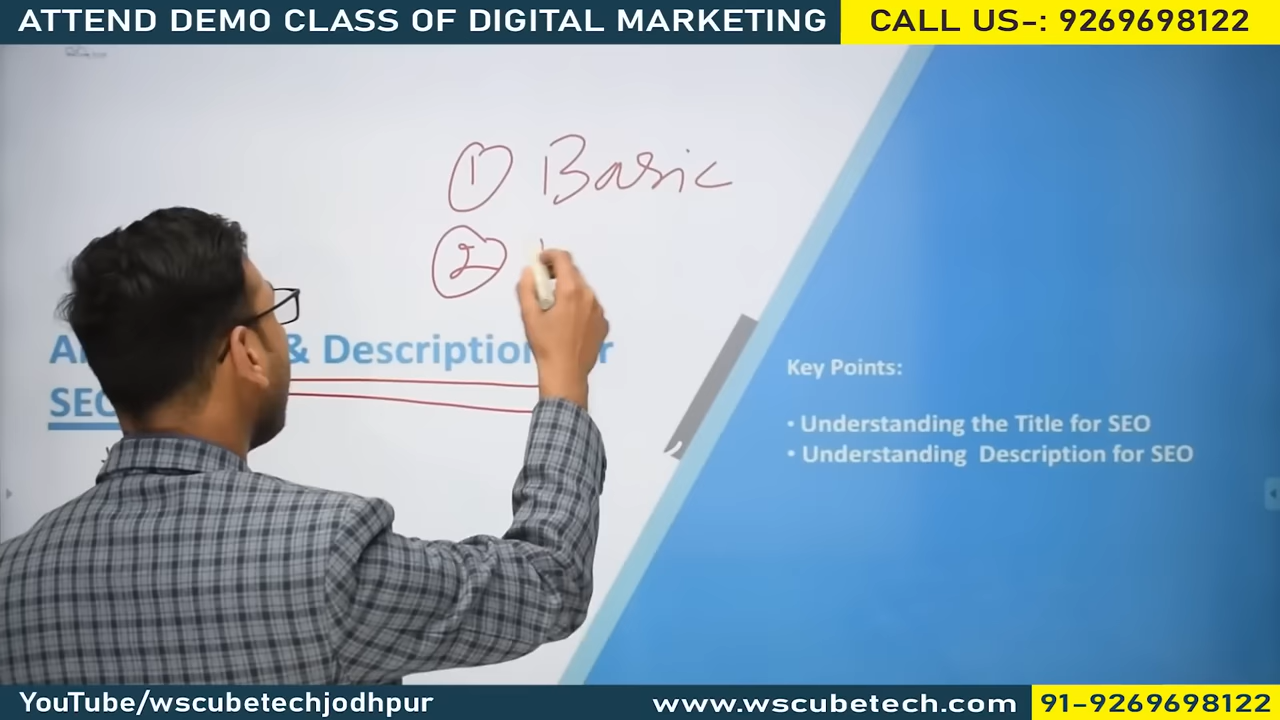 ATTEND DEMO CLASS OF DIGITAL MARKETING
CALL US-: 9269698122
① Basic
②
& Description
SEO
Key Points:
• Understanding the Title for SEO
• Understanding Description for SEO
YouTube/wscubetechjodhpur
www.wscubetech.com
91-9269698122